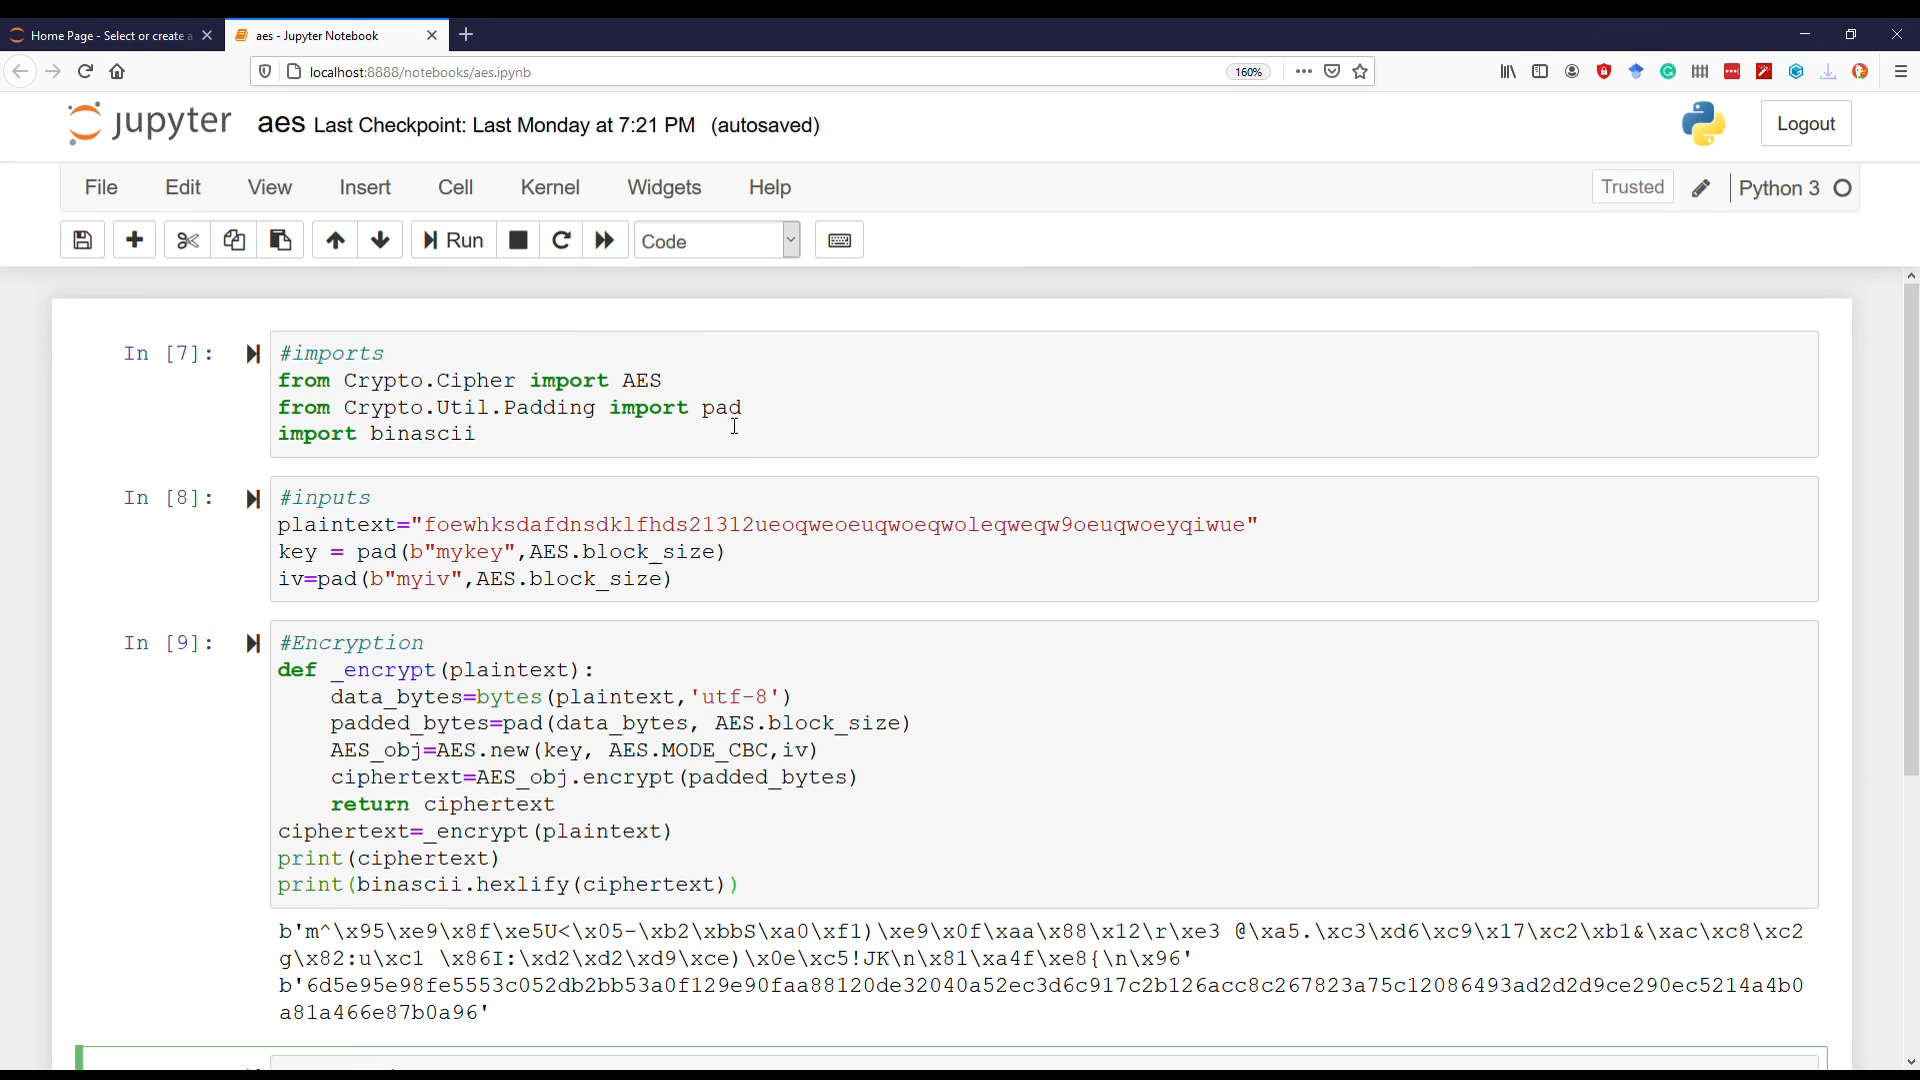 Home Page - Select or create a
aes - Jupyter Notebook
localhost:8888/notebooks/aes.ipynb
160%
jupyter
aes Last Checkpoint: Last Monday at 7:21 PM (autosaved)
Logout
File Edit View Insert Cell Kernel Widgets Help
Trusted
Python 3
Run
Code
In [7]:
#imports
from Crypto.Cipher import AES
from Crypto.Util.Padding import pad
import binascii
In [8]:
#inputs
plaintext="foewhksdafdnsdklfhds21312ueoqweoeuqwoeqwoleqweqw9oeuqwoeyqiwue"
key = pad(b"mykey",AES.block_size)
iv=pad(b"myiv",AES.block_size)
In [9]:
#Encryption
def _encrypt(plaintext):
    data_bytes=bytes(plaintext,'utf-8')
    padded_bytes=pad(data_bytes, AES.block_size)
    AES_obj=AES.new(key, AES.MODE_CBC,iv)
    ciphertext=AES_obj.encrypt(padded_bytes)
    return ciphertext
ciphertext=_encrypt(plaintext)
print(ciphertext)
print(binascii.hexlify(ciphertext))
b'm^\x95\xe9\x8f\xe5U<\x05-\xb2\xbbS\xa0\xf1)\xe9\x0f\xaa\x88\x12\r\xe3 @\xa5.\xc3\xd6\xc9\x17\xc2\xb1&\xac\xc8\xc2
g\x82:u\xc1 \x86I:\xd2\xd2\xd9\xce)\x0e\xc5!JK\n\x81\xa4f\xe8{\n\x96'
b'6d5e95e98fe5553c052db2bb53a0f129e90faa88120de32040a52ec3d6c917c2b126acc8c267823a75c12086493ad2d2d9ce290ec5214a4b0
a81a466e87b0a96'